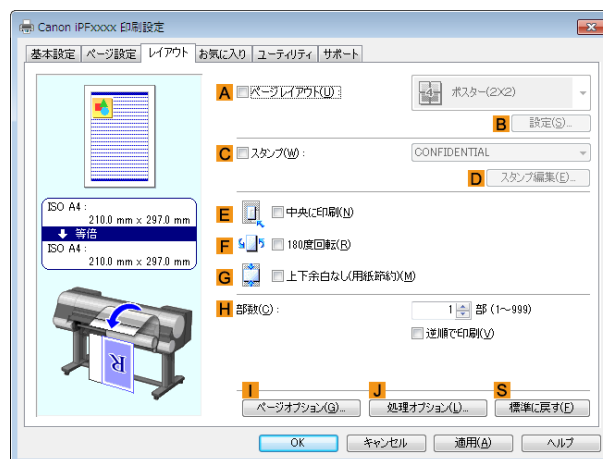 Canon iPFxxxx 印刷設定
基本設定 ページ設定 レイアウト お気に入り ユーティリティ サポート
A ページレイアウト(U) 4 ポスター(2×2)
B 設定(S)...
C スタンプ(W): CONFIDENTIAL
D スタンプ編集(E)...
ISO A4:
210.0 mm x 297.0 mm
等倍
ISO A4:
210.0 mm x 297.0 mm
E 中央に印刷(N)
F 180度回転(R)
G 上下余白なし(用紙節約)(M)
H 部数(C): 1 部 (1~999)
逆順で印刷(V)
R
I J S
ページオプション(G)... 処理オプション(L)... 標準に戻す(F)
OK キャンセル 適用(A) ヘルプ